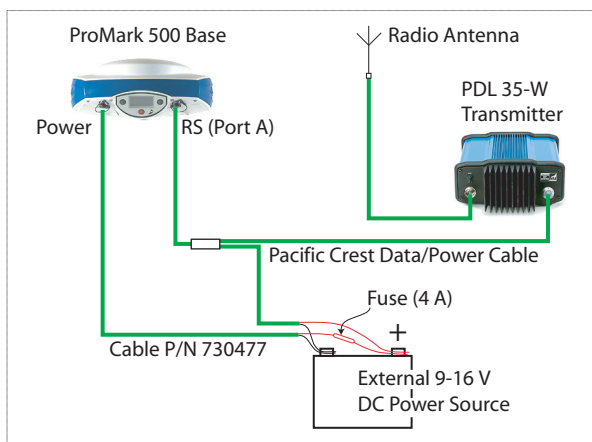 ProMark 500 Base
Radio Antenna
PDL 35-W
Transmitter
Power
RS (Port A)
Pacific Crest Data/Power Cable
Fuse (4 A)
+
Cable P/N 730477
External 9-16 V
DC Power Source